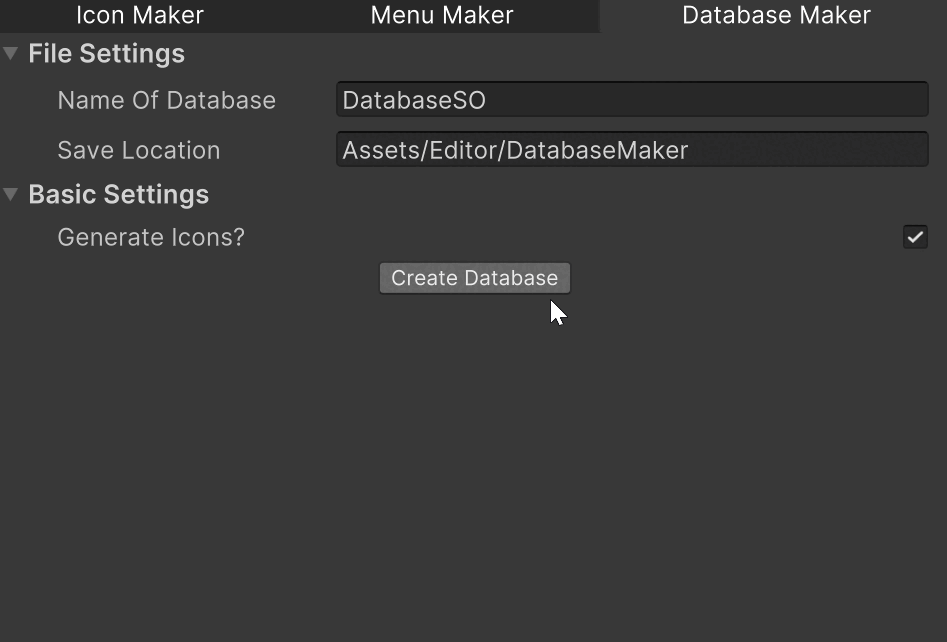 Icon Maker Menu Maker Database Maker
File Settings
Name Of Database DatabaseSO
Save Location Assets/Editor/DatabaseMaker
Basic Settings
Generate Icons?
Create Database